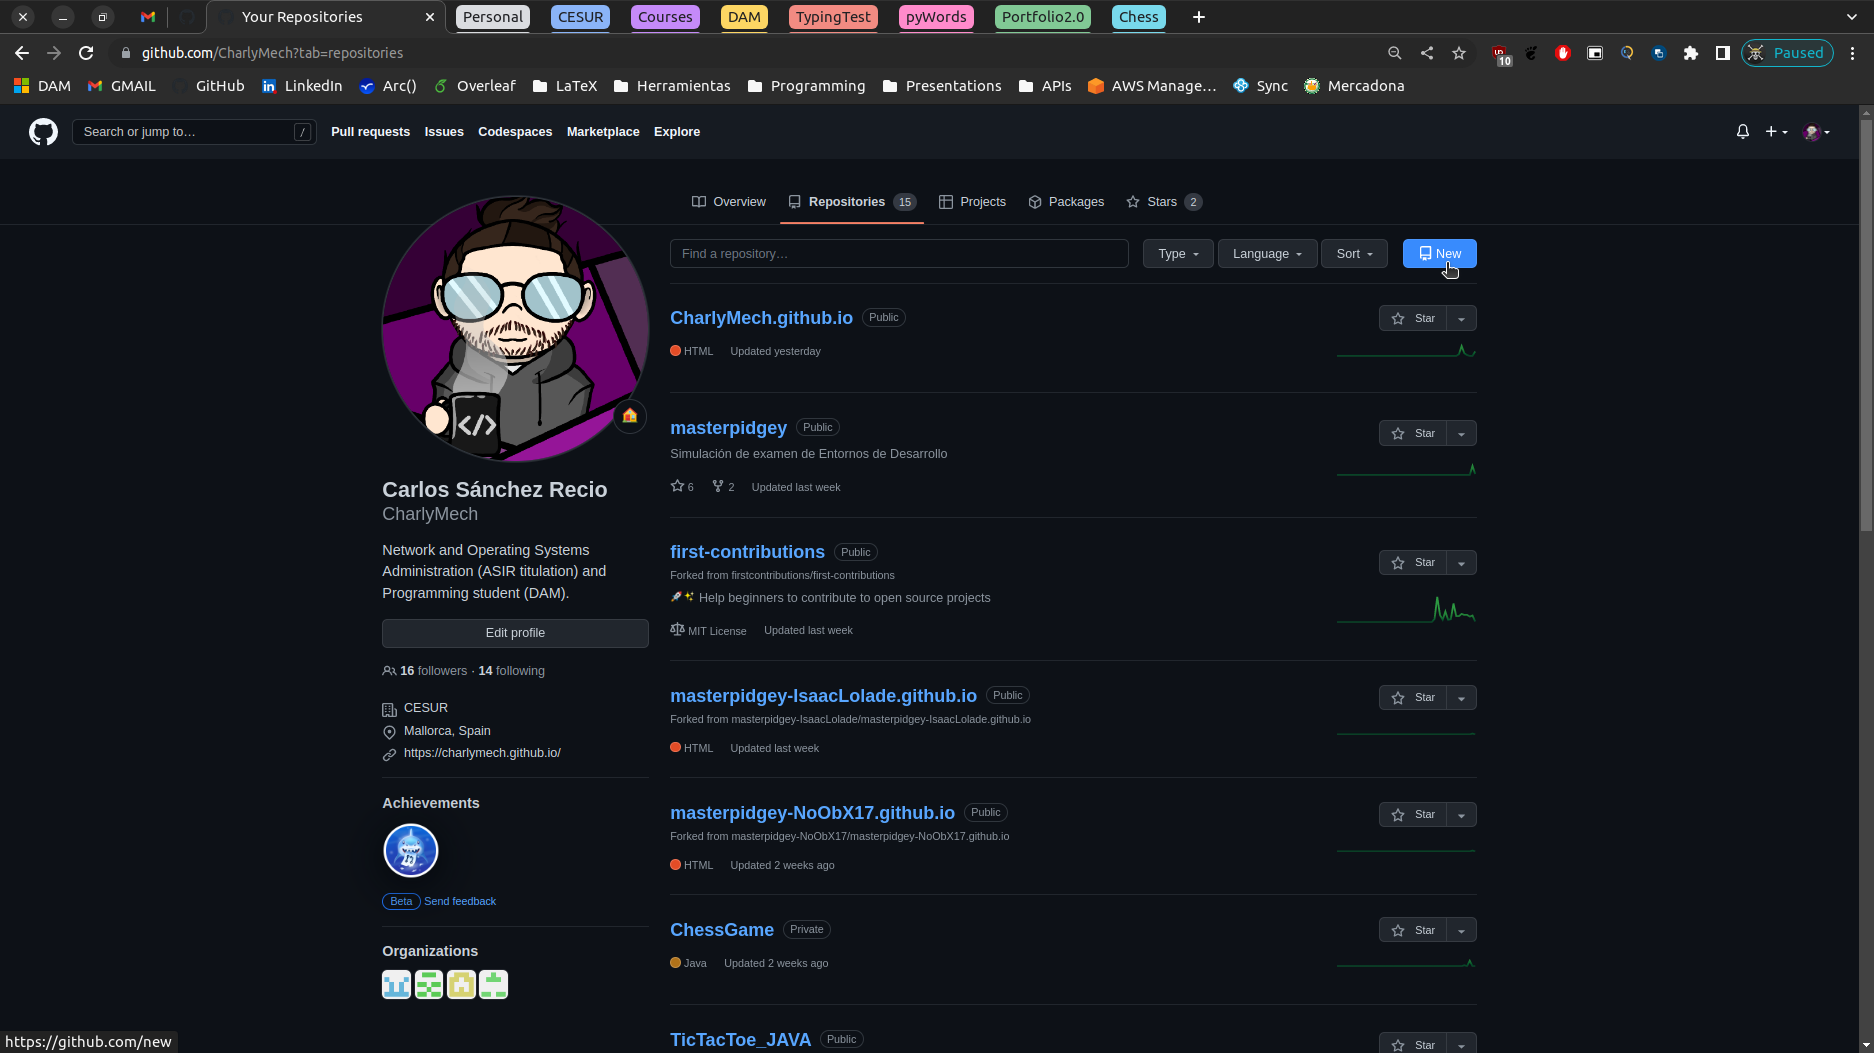 Your Repositories
Personal
CESUR
Courses
DAM
TypingTest
pyWords
Portfolio2.0
Chess
github.com/CharlyMech?tab=repositories
10
Paused
DAM
GMAIL
GitHub
LinkedIn
Arc()
Overleaf
LaTeX
Herramientas
Programming
Presentations
APIs
AWS Manage…
Sync
Mercadona
Search or jump to…
/
Pull requests
Issues
Codespaces
Marketplace
Explore
Overview
Repositories 15
Projects
Packages
Stars 2
Find a repository…
Type
Language
Sort
New
CharlyMech.github.io Public
Star
HTML Updated yesterday
masterpidgey Public
Star
Simulación de examen de Entornos de Desarrollo
6 2 Updated last week
first-contributions Public
Star
Forked from firstcontributions/first-contributions
🚀✨ Help beginners to contribute to open source projects
MIT License Updated last week
masterpidgey-IsaacLolade.github.io Public
Star
Forked from masterpidgey-IsaacLolade/masterpidgey-IsaacLolade.github.io
HTML Updated last week
masterpidgey-NoObX17.github.io Public
Star
Forked from masterpidgey-NoObX17/masterpidgey-NoObX17.github.io
HTML Updated 2 weeks ago
ChessGame Private
Star
Java Updated 2 weeks ago
TicTacToe_JAVA Public
Star
</>
Carlos Sánchez Recio
CharlyMech
Network and Operating Systems
Administration (ASIR titulation) and
Programming student (DAM).
Edit profile
16 followers · 14 following
CESUR
Mallorca, Spain
https://charlymech.github.io/
Achievements
Beta Send feedback
Organizations
https://github.com/new